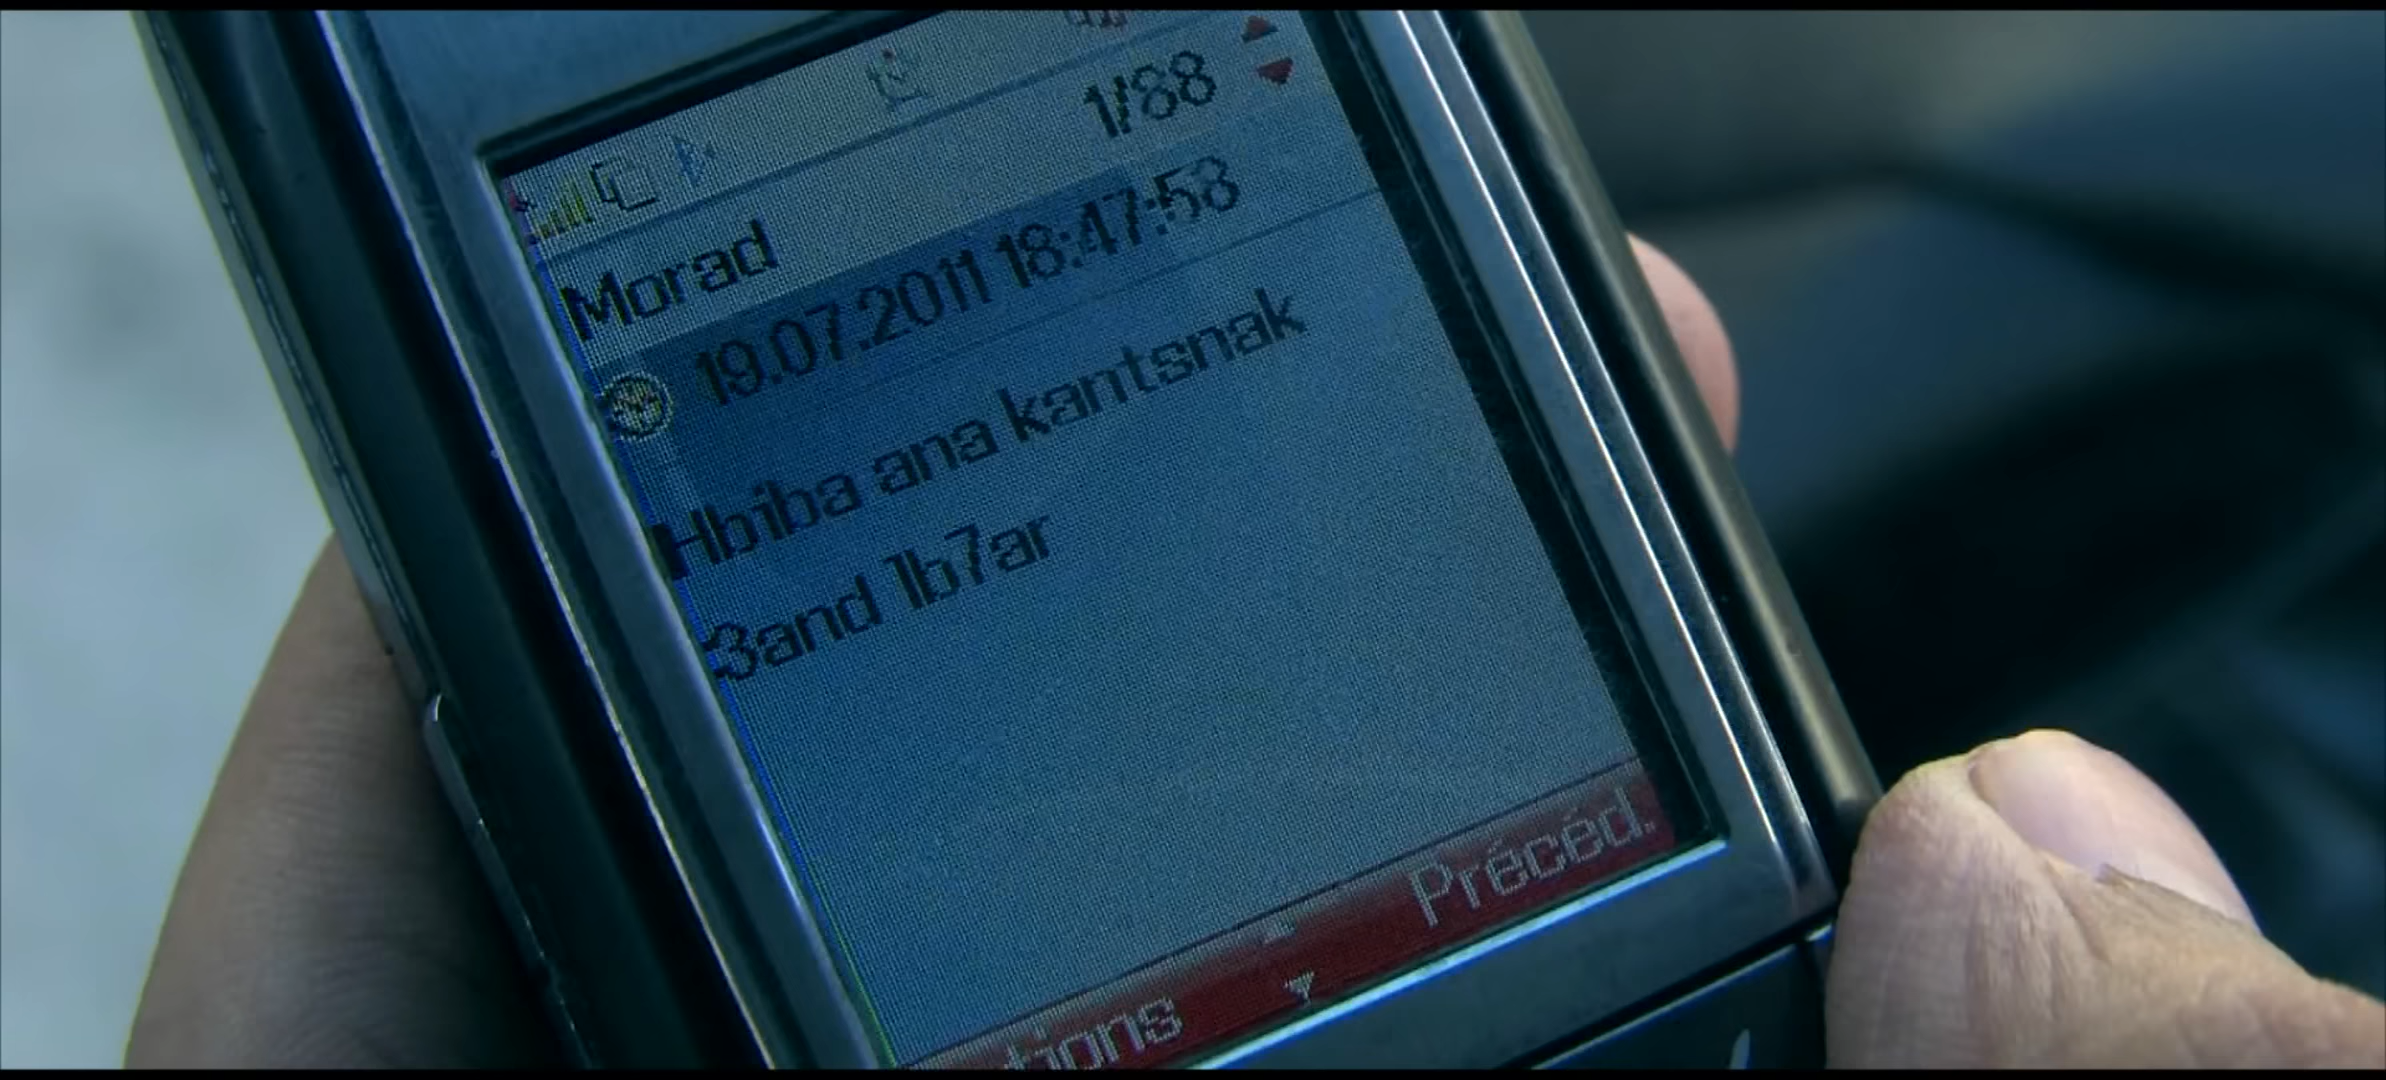 1/88
Morad
19.07.2011 18:47:58
Hbiba ana kantsnak
3and lb7ar
Précéd.